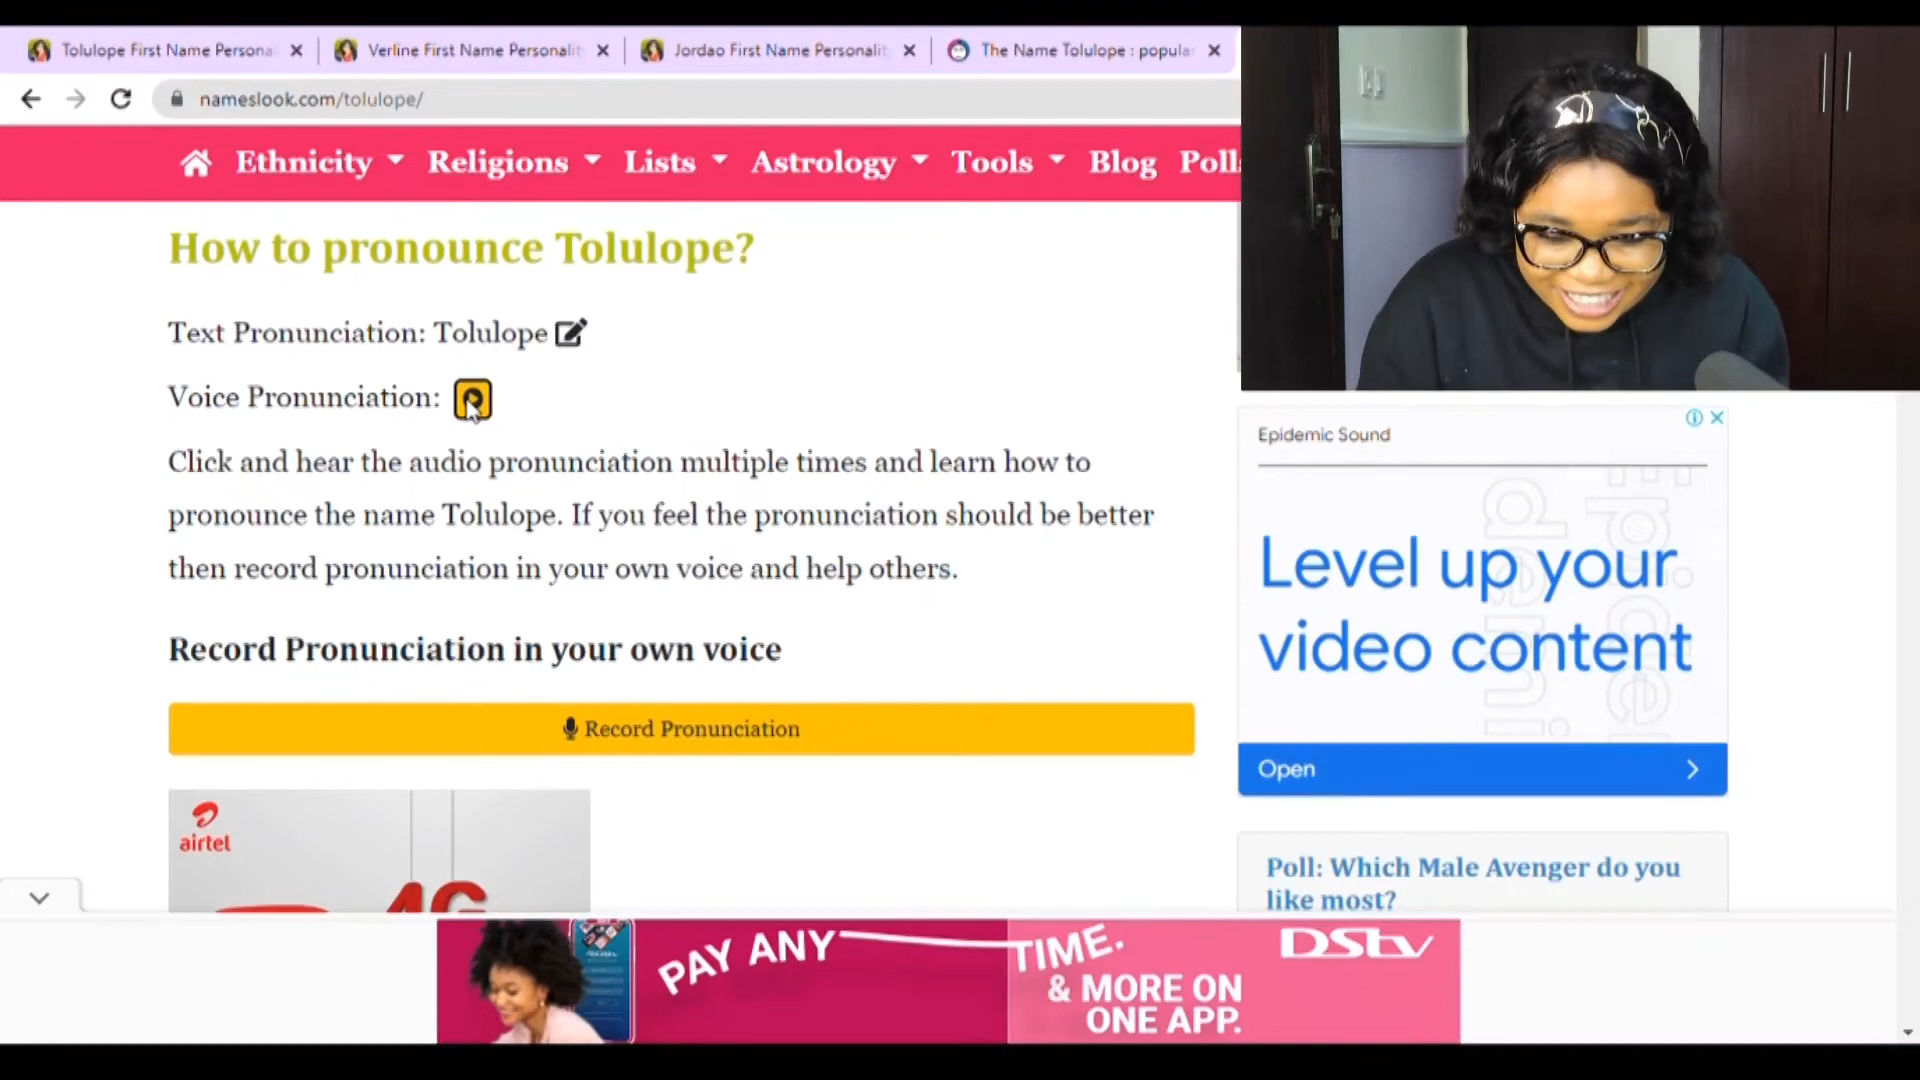 Tolulope First Name Persona
Verline First Name Personalit
Jordao First Name Personalit
The Name Tolulope : popula
nameslook.com/tolulope/
Ethnicity
Religions
Lists
Astrology
Tools
Blog
Poll
How to pronounce Tolulope?
Text Pronunciation: Tolulope
Voice Pronunciation:
Click and hear the audio pronunciation multiple times and learn how to
pronounce the name Tolulope. If you feel the pronunciation should be better
then record pronunciation in your own voice and help others.
Record Pronunciation in your own voice
Record Pronunciation
airtel
4G
Epidemic Sound
Level up your
video content
Open
Poll: Which Male Avenger do you
like most?
PAY ANY TIME.
& MORE ON
ONE APP.
DStv